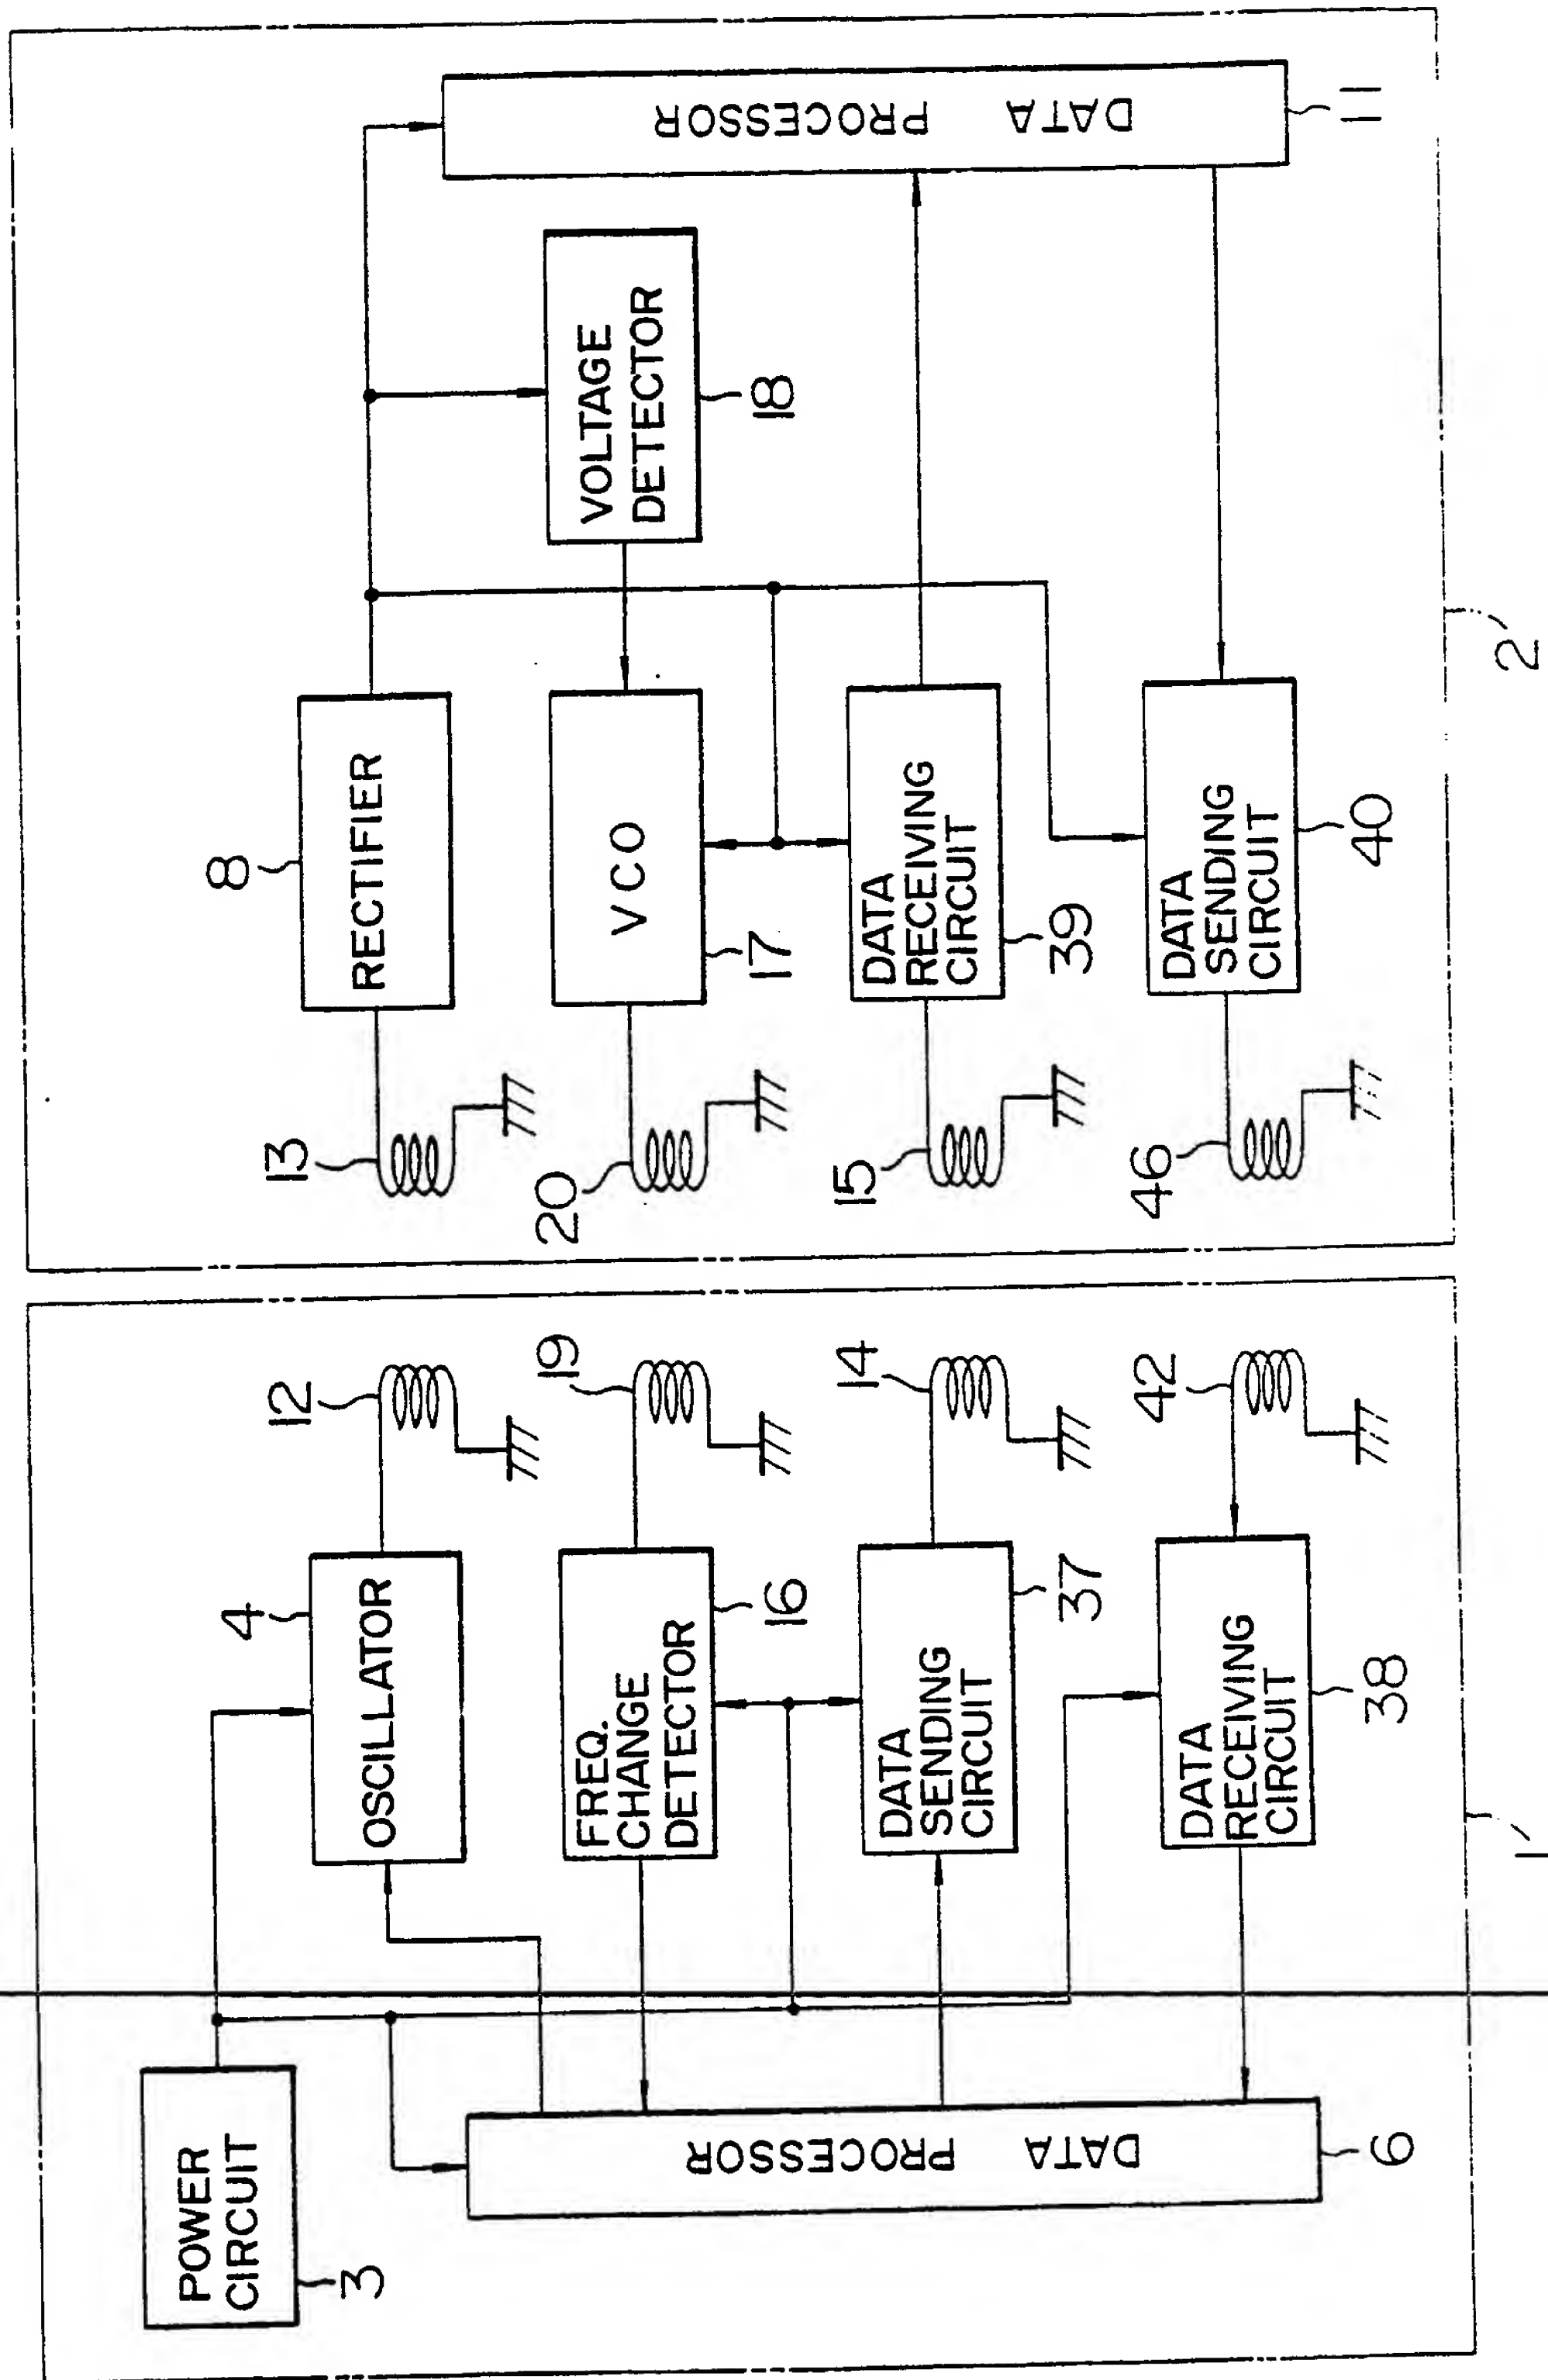 POWER
CIRCUIT
3
4
OSCILLATOR
12
13
8
RECTIFIER
FREQ.
CHANGE
DETECTOR
16
19
20
VCO
17
VOLTAGE
DETECTOR
18
DATA PROCESSOR
6
DATA
SENDING
CIRCUIT
37
14
15
DATA
RECEIVING
CIRCUIT
39
DATA PROCESSOR
11
DATA
RECEIVING
CIRCUIT
38
42
46
DATA
SENDING
CIRCUIT
40
1
2